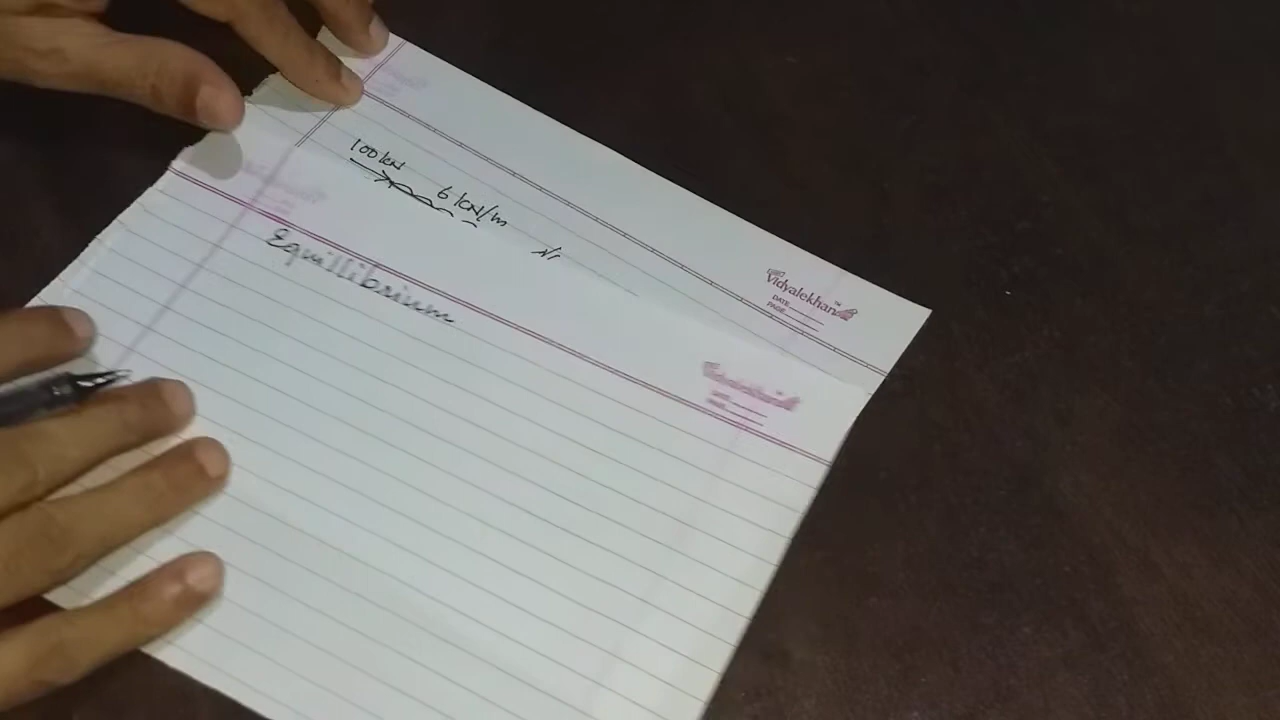 100 kN
6 kN/m
Vidyalekhan
DATE
PAGE
Equillibrium